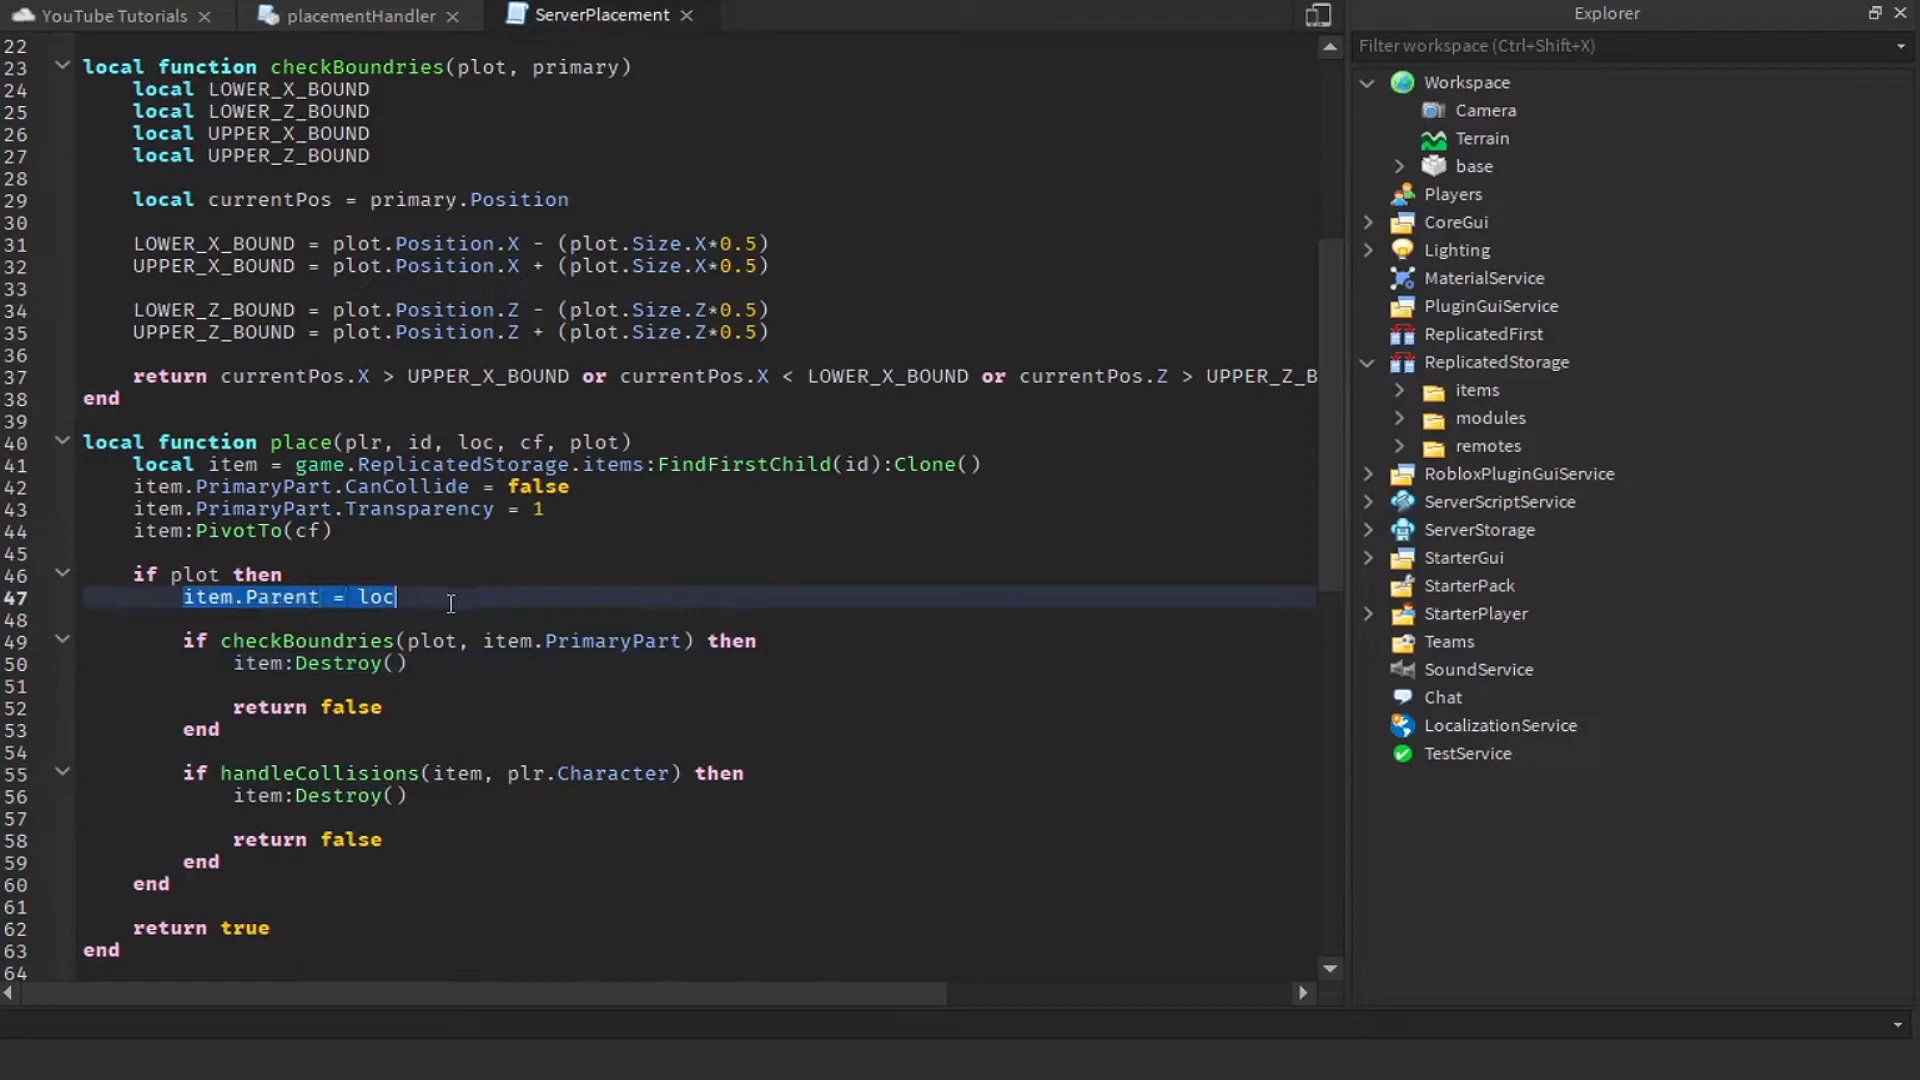 YouTube Tutorials
placementHandler
ServerPlacement
22
23 local function checkBoundries(plot, primary)
24 local LOWER_X_BOUND
25 local LOWER_Z_BOUND
26 local UPPER_X_BOUND
27 local UPPER_Z_BOUND
28
29 local currentPos = primary.Position
30
31 LOWER_X_BOUND = plot.Position.X - (plot.Size.X*0.5)
32 UPPER_X_BOUND = plot.Position.X + (plot.Size.X*0.5)
33
34 LOWER_Z_BOUND = plot.Position.Z - (plot.Size.Z*0.5)
35 UPPER_Z_BOUND = plot.Position.Z + (plot.Size.Z*0.5)
36
37 return currentPos.X > UPPER_X_BOUND or currentPos.X < LOWER_X_BOUND or currentPos.Z > UPPER_Z_B
38 end
39
40 local function place(plr, id, loc, cf, plot)
41 local item = game.ReplicatedStorage.items:FindFirstChild(id):Clone()
42 item.PrimaryPart.CanCollide = false
43 item.PrimaryPart.Transparency = 1
44 item:PivotTo(cf)
45
46 if plot then
47 item.Parent = loc
48
49 if checkBoundries(plot, item.PrimaryPart) then
50 item:Destroy()
51
52 return false
53 end
54
55 if handleCollisions(item, plr.Character) then
56 item:Destroy()
57
58 return false
59 end
60 end
61
62 return true
63 end
64
Explorer
Filter workspace (Ctrl+Shift+X)
Workspace
Camera
Terrain
base
Players
CoreGui
Lighting
MaterialService
PluginGuiService
ReplicatedFirst
ReplicatedStorage
items
modules
remotes
RobloxPluginGuiService
ServerScriptService
ServerStorage
StarterGui
StarterPack
StarterPlayer
Teams
SoundService
Chat
LocalizationService
TestService